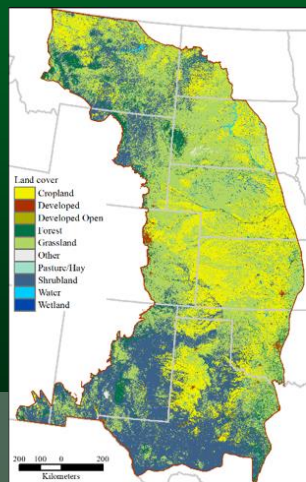 Land cover
Cropland
Developed
Developed Open
Forest
Grassland
Other
Pasture/Hay
Shrubland
Water
Wetland
200 100 0 200
Kilometers